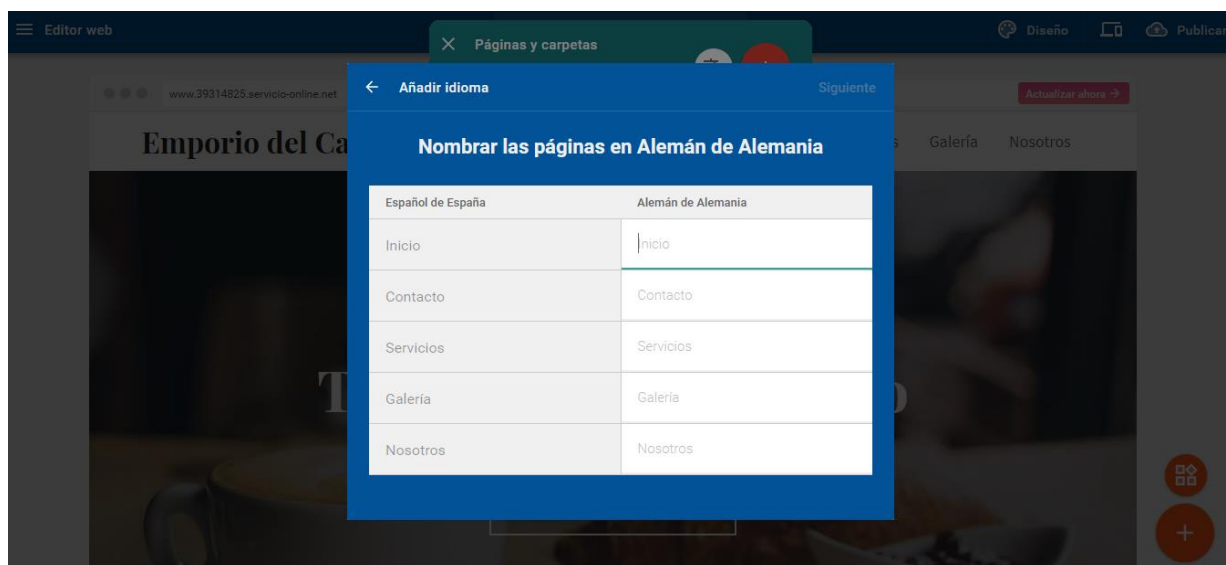 Editor web
Páginas y carpetas
Diseño
Publicar
Añadir idioma
Siguiente
www.39314825.servicio-online.net
Actualizar ahora →
Emporio del Ca
Nombrar las páginas en Alemán de Alemania
s Galería Nosotros
Español de España
Alemán de Alemania
Inicio
Inicio
Contacto
Contacto
Servicios
Servicios
Galería
Galería
Nosotros
Nosotros
T
o